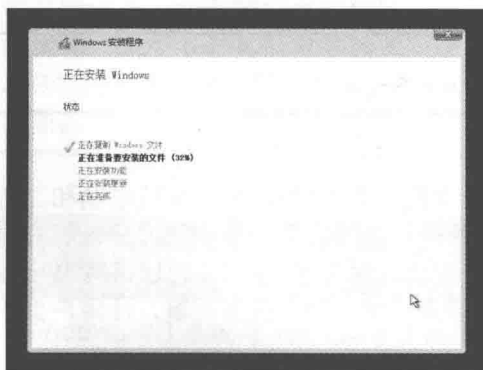 Windows 安装程序
正在安装 Windows
状态
正在复制 Windows 文件
正在准备要安装的文件 (32%)
正在安装功能
正在安装更新
正在完成